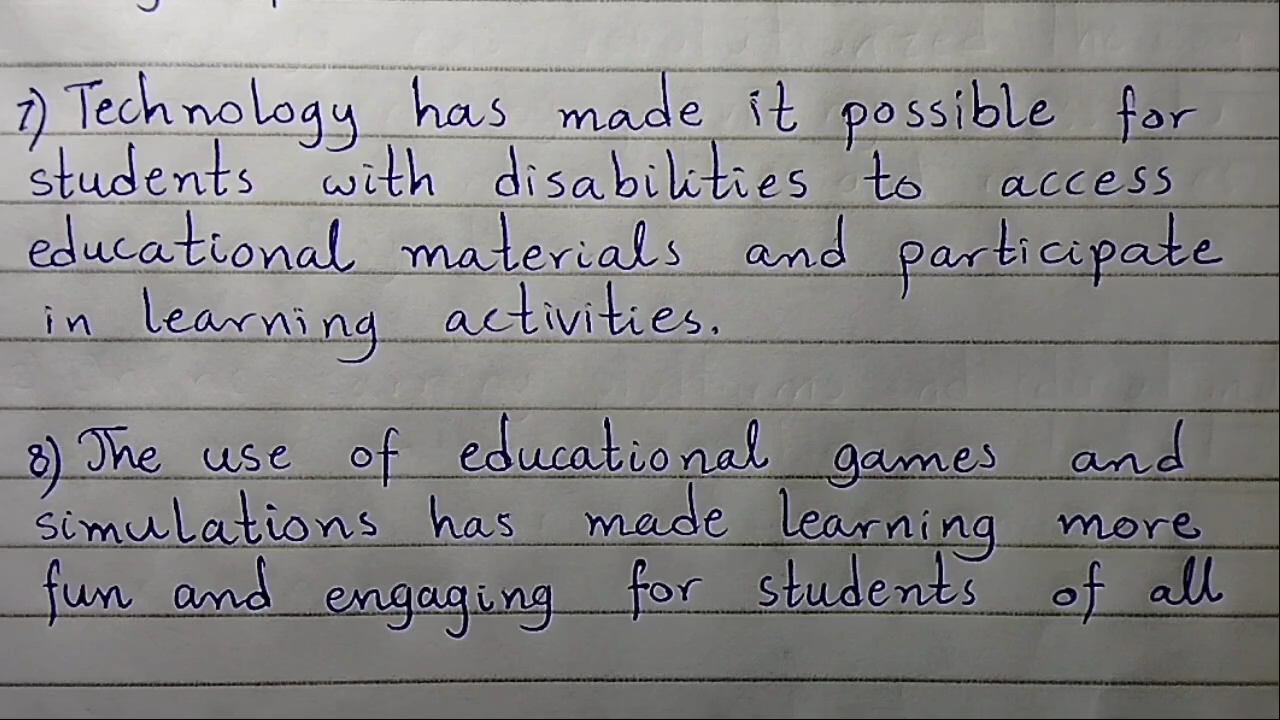 7) Technology has made it possible for
students with disabilities to access
educational materials and participate
in learning activities.
8) The use of educational games and
simulations has made learning more
fun and engaging for students of all